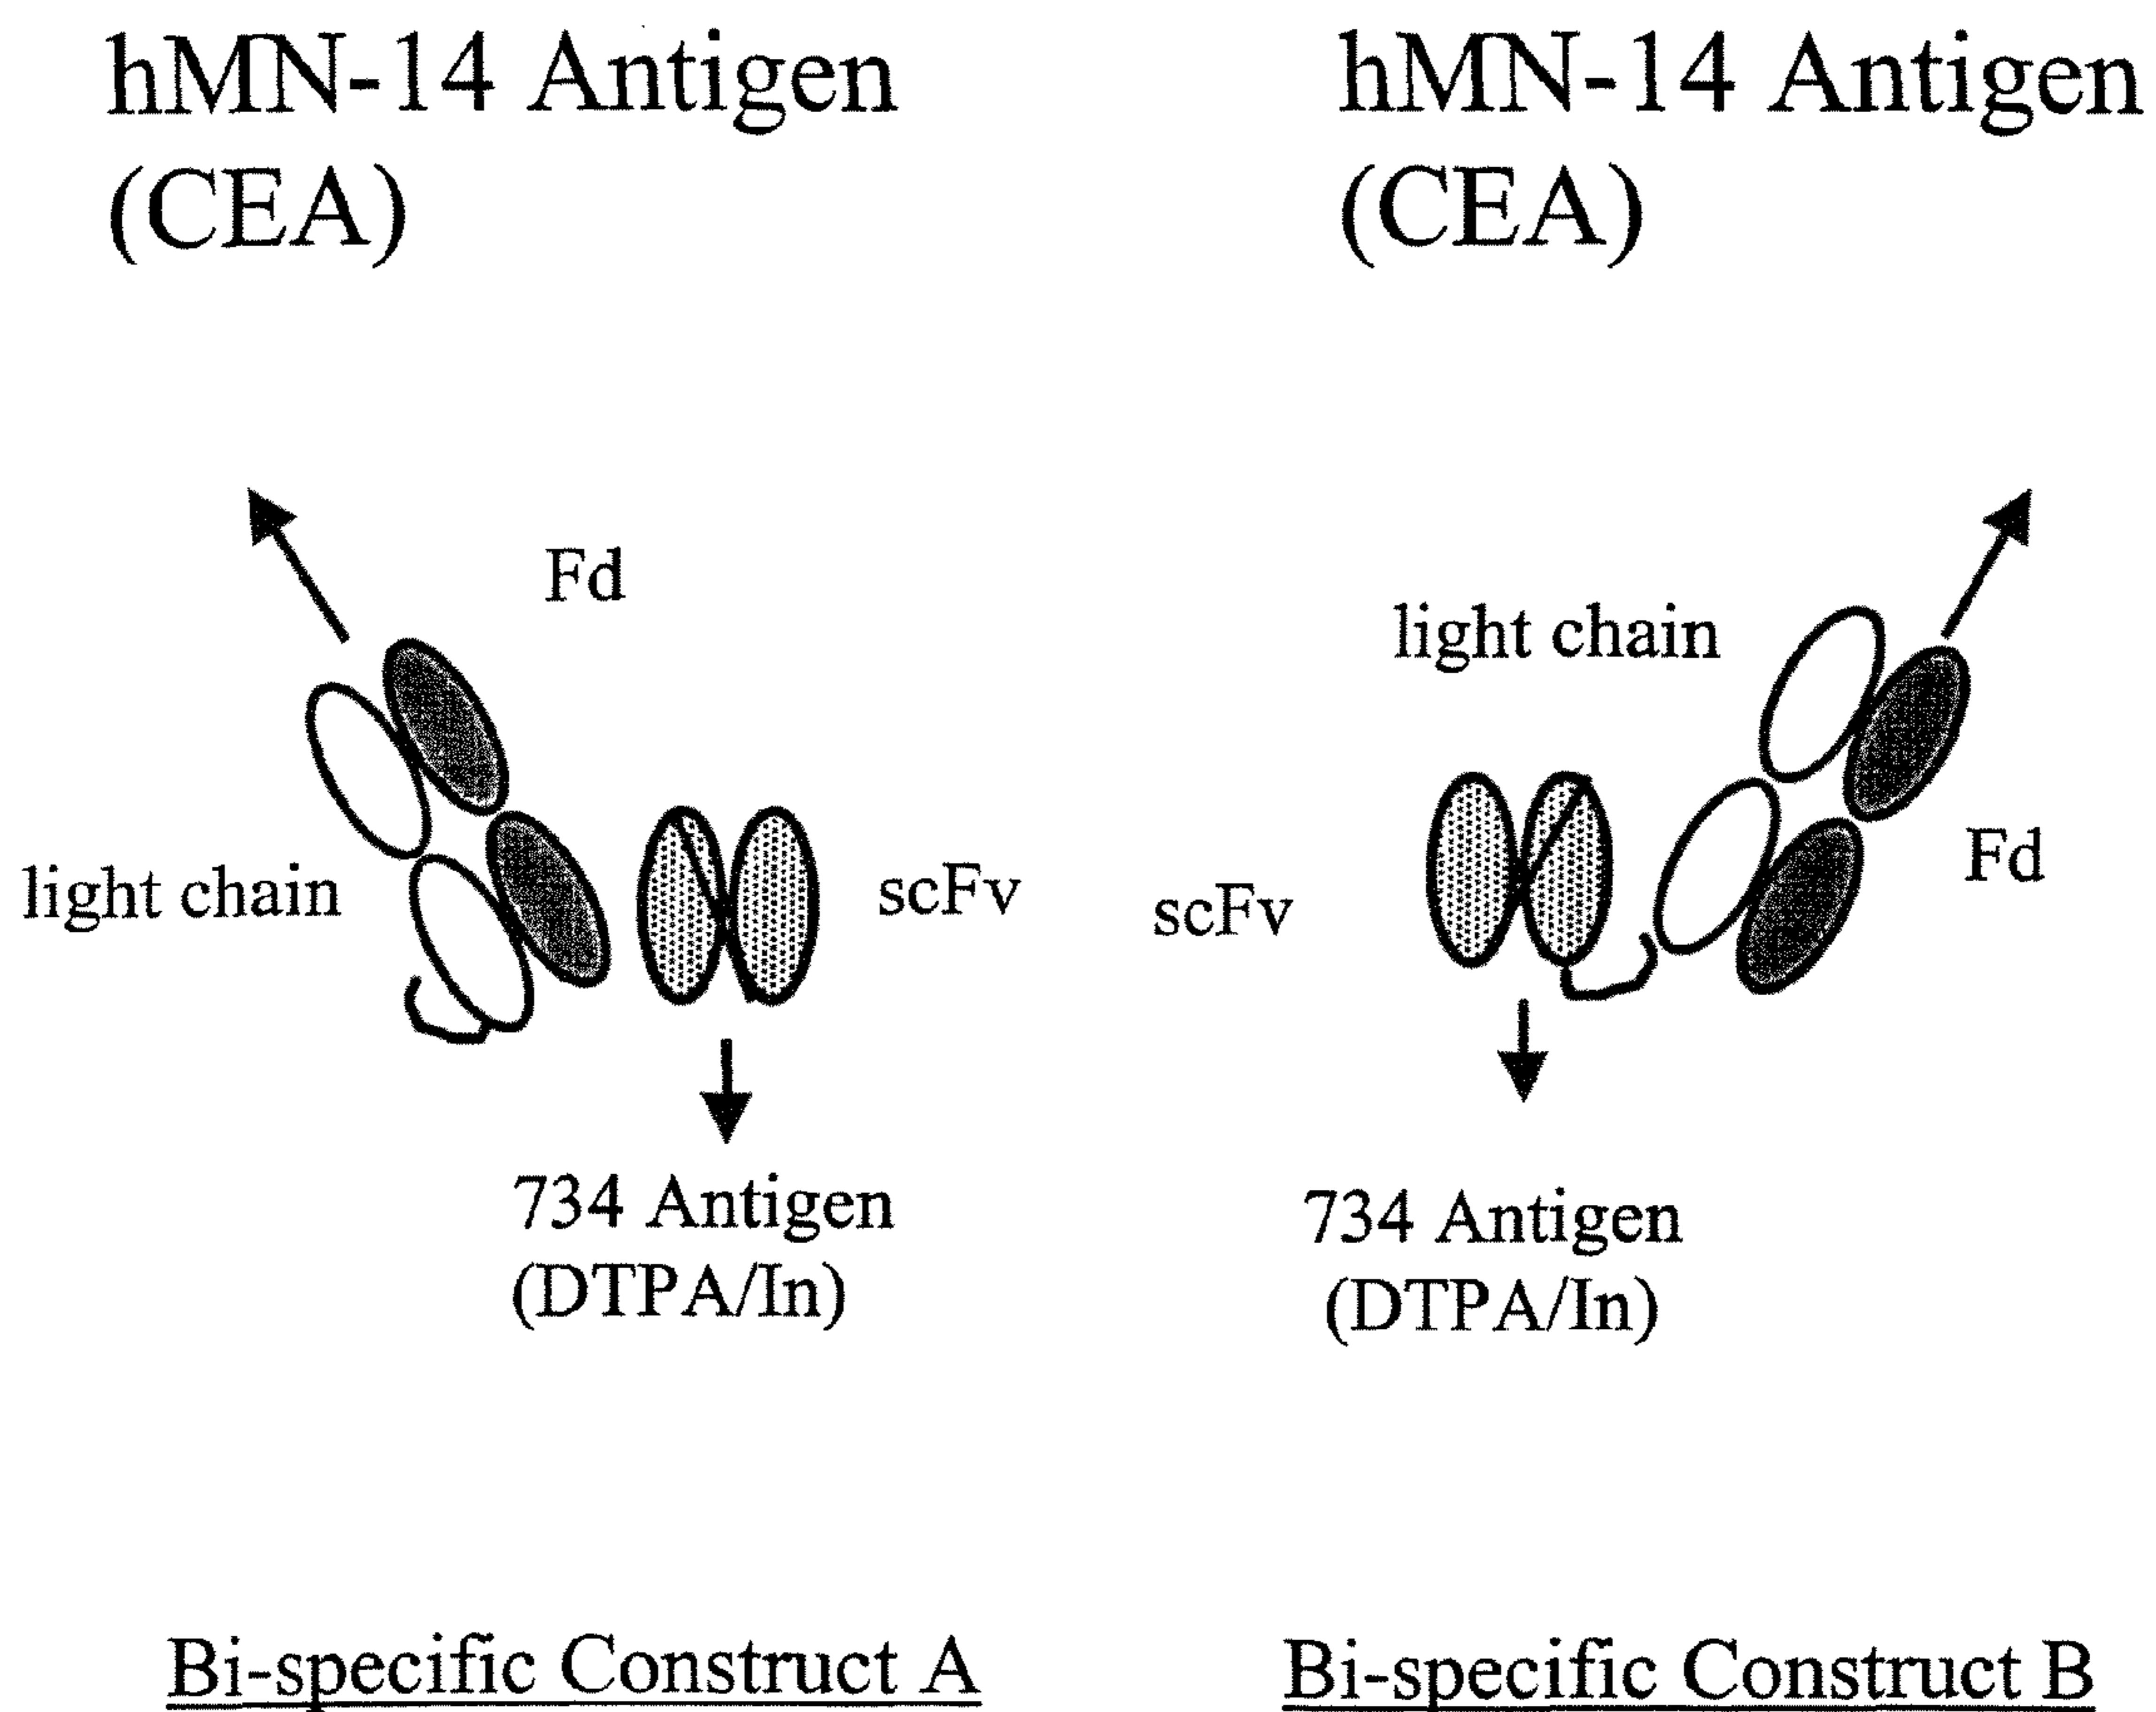 hMN-14 Antigen
(CEA)
hMN-14 Antigen
(CEA)
Fd
light chain
light chain
scFv
scFv
Fd
734 Antigen
(DTPA/In)
734 Antigen
(DTPA/In)
Bi-specific Construct A
Bi-specific Construct B